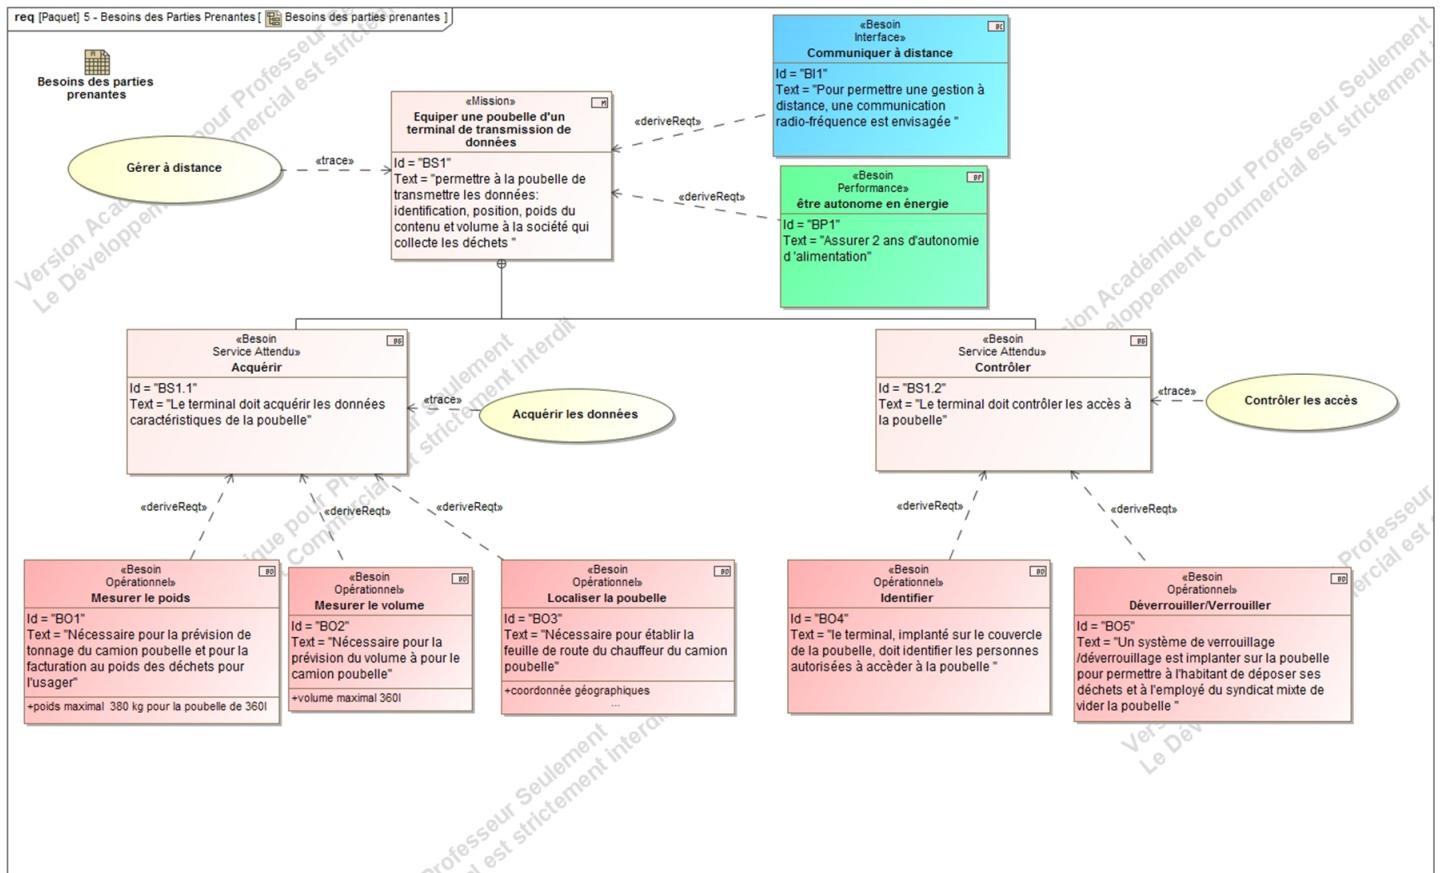 req [Paquet] 5 - Besoins des Parties Prenantes [ Besoins des parties prenantes ]
Besoins des parties
prenantes
Gérer à distance
«trace»
«Mission»
Equiper une poubelle d'un
terminal de transmission de
données
Id = "BS1"
Text = "permettre à la poubelle de
transmettre les données:
identification, position, poids du
contenu et volume à la société qui
collecte les déchets "
«deriveReqt»
«Besoin
Interface»
Communiquer à distance
Id = "BI1"
Text = "Pour permettre une gestion à
distance, une communication
radio-fréquence est envisagée "
«deriveReqt»
«Besoin
Performance»
être autonome en énergie
Id = "BP1"
Text = "Assurer 2 ans d'autonomie
d 'alimentation"
«Besoin
Service Attendu»
Acquérir
Id = "BS1.1"
Text = "Le terminal doit acquérir les données
caractéristiques de la poubelle"
«trace»
Acquérir les données
«Besoin
Service Attendu»
Contrôler
Id = "BS1.2"
Text = "Le terminal doit contrôler les accès à
la poubelle"
«trace»
Contrôler les accès
«deriveReqt»
«deriveReqt»
«deriveReqt»
«deriveReqt»
«deriveReqt»
«Besoin
Opérationnel»
Mesurer le poids
Id = "BO1"
Text = "Nécessaire pour la prévision de
tonnage du camion poubelle et pour la
facturation au poids des déchets pour
l'usager"
+poids maximal 380 kg pour la poubelle de 360l
«Besoin
Opérationnel»
Mesurer le volume
Id = "BO2"
Text = "Nécessaire pour la
prévision du volume à pour le
camion poubelle"
+volume maximal 360l
«Besoin
Opérationnel»
Localiser la poubelle
Id = "BO3"
Text = "Nécessaire pour établir la
feuille de route du chauffeur du camion
poubelle"
+coordonnée géographiques
...
«Besoin
Opérationnel»
Identifier
Id = "BO4"
Text = "le terminal, implanté sur le couvercle
de la poubelle, doit identifier les personnes
autorisées à accèder à la poubelle "
«Besoin
Opérationnel»
Déverrouiller/Verrouiller
Id = "BO5"
Text = "Un système de verrouillage
/déverrouillage est implanter sur la poubelle
pour permettre à l'habitant de déposer ses
déchets et à l'employé du syndicat mixte de
vider la poubelle "